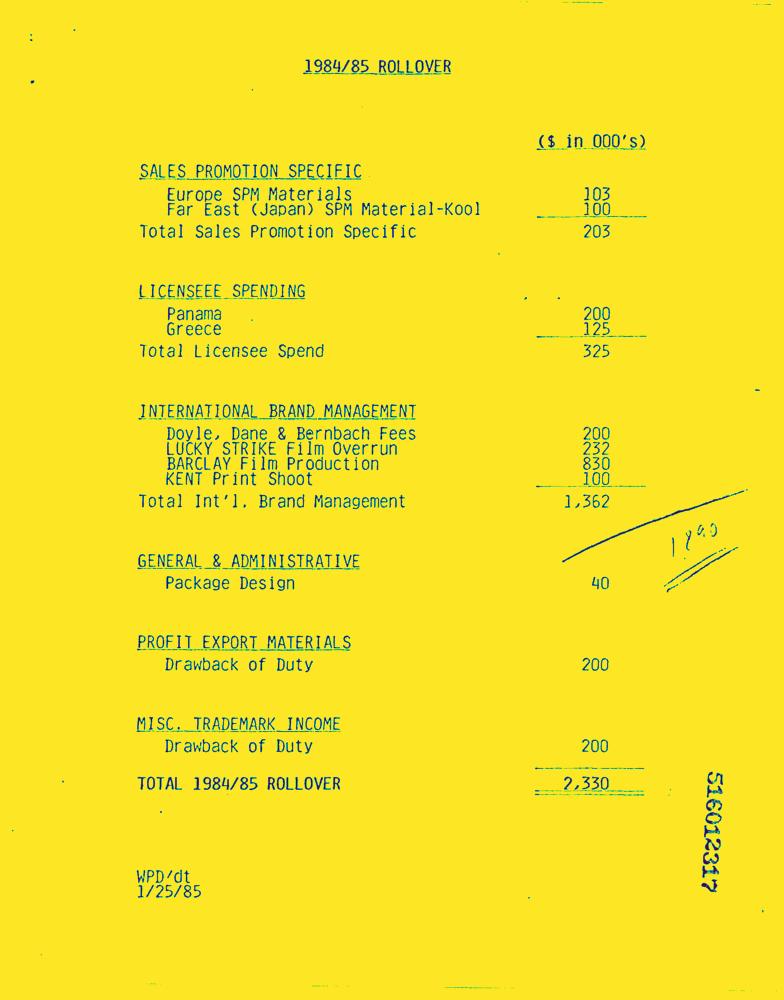 1984/85 ROLLOVER
($ in 000's)
SALES PROMOTION SPECIFIC
Europe SPM Materials 103
Far East (Japan) SPM Material-Kool 100
Total Sales Promotion Specific 203
LICENSEEE SPENDING
Panama 200
Greece 125
Total Licensee Spend 325
INTERNATIONAL BRAND MANAGEMENT
Doyle, Dane & Bernbach Fees 200
LUCKY STRIKE Film Overrun 232
BARCLAY Film Production 830
KENT Print Shoot 100
Total Int'l. Brand Management 1,362
GENERAL & ADMINISTRATIVE
Package Design 40
PROFIT EXPORT MATERIALS
Drawback of Duty 200
MISC. TRADEMARK INCOME
Drawback of Duty 200
TOTAL 1984/85 ROLLOVER 2,330
516012317
WPD/dt
1/25/85